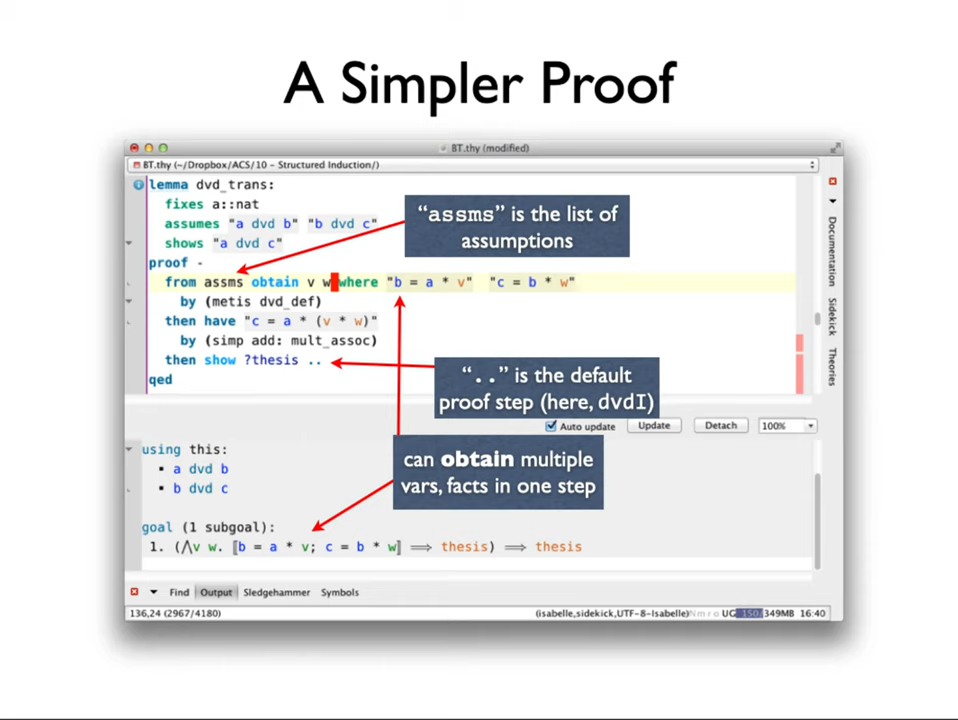 A Simpler Proof
BT.thy (modified)
BT.thy (~/Dropbox/ACS/10 - Structured Induction/)
lemma dvd_trans:
fixes a::nat
assumes "a dvd b" "b dvd c"
shows "a dvd c"
proof -
from assms obtain v w where "b = a * v" "c = b * w"
by (metis dvd_def)
then have "c = a * (v * w)"
by (simp add: mult_assoc)
then show ?thesis ..
qed
“assms” is the list of
assumptions
“..” is the default
proof step (here, dvdI)
can obtain multiple
vars, facts in one step
Documentation
Sidekick
Theories
Auto update
Update
Detach
100%
using this:
▪ a dvd b
▪ b dvd c
goal (1 subgoal):
1. (⋀v w. ⟦b = a * v; c = b * w⟧ ⟹ thesis) ⟹ thesis
Find Output Sledgehammer Symbols
136,24 (2967/4180)
(isabelle,sidekick,UTF-8-Isabelle)Nmro UG 150/349MB 16:40